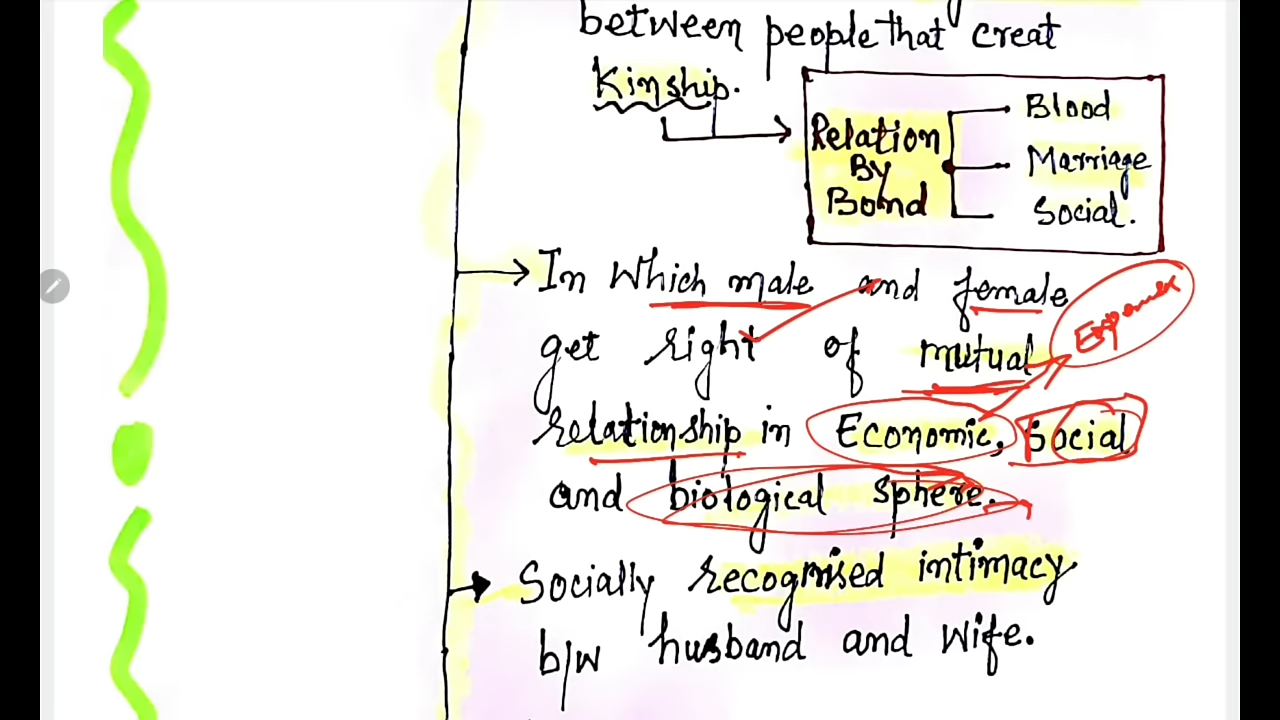 between people that creat
Kinship.
Relation
By
Bond
Blood
Marriage
Social.
In which male and female
get right of mutual
relationship in Economic, Social
and biological sphere.
Socially recognised intimacy
b/w husband and wife.